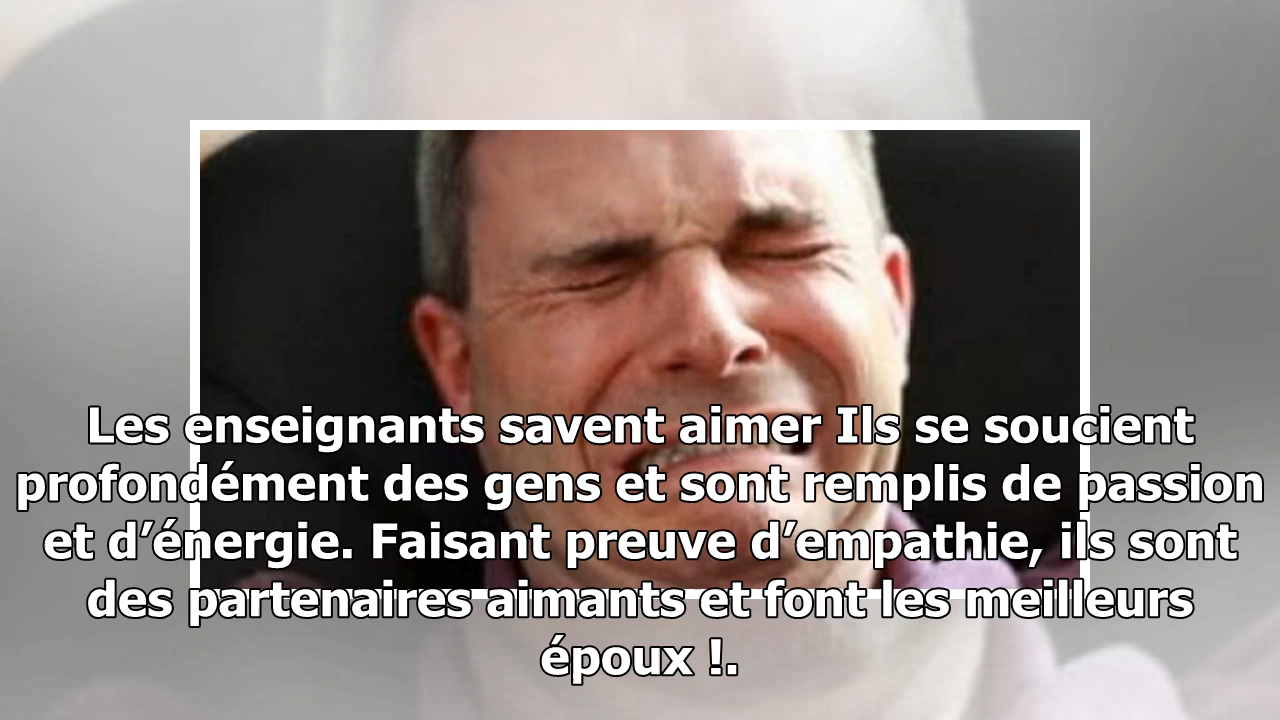 Les enseignants savent aimer Ils se soucient
profondément des gens et sont remplis de passion
et d’énergie. Faisant preuve d’empathie, ils sont
des partenaires aimants et font les meilleurs
époux !.